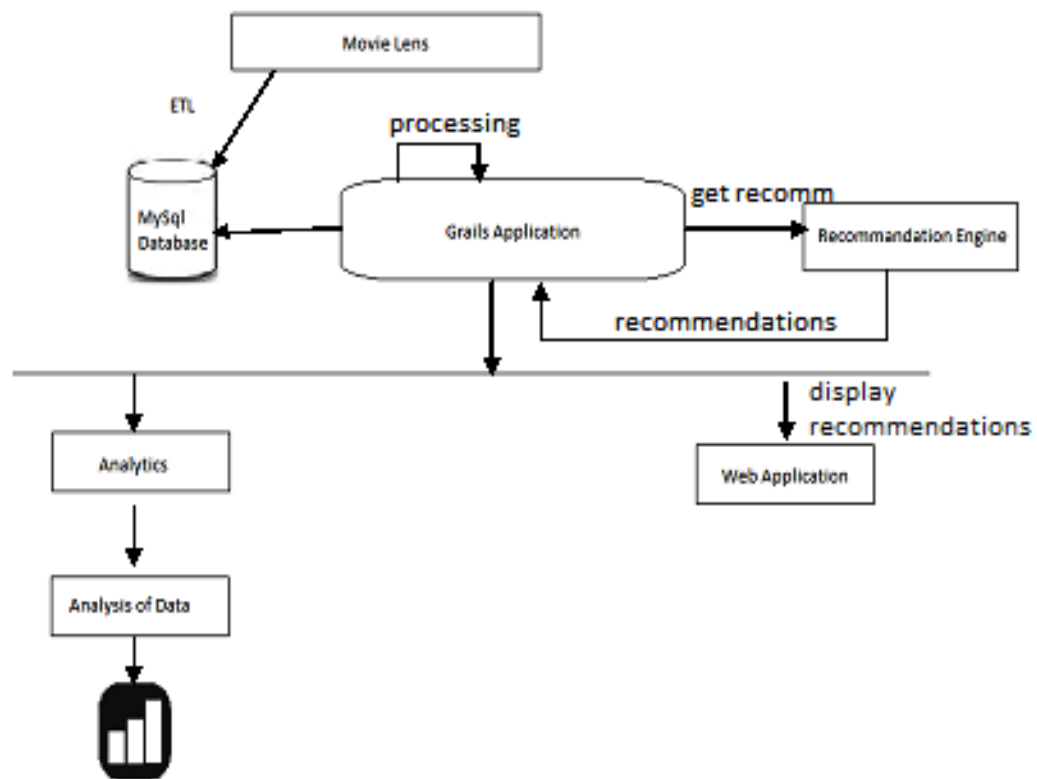 Movie Lens
ETL
processing
MySql
Database
Grails Application
get recomm
Recommandation Engine
recommendations
display
recommendations
Analytics
Web Application
Analysis of Data